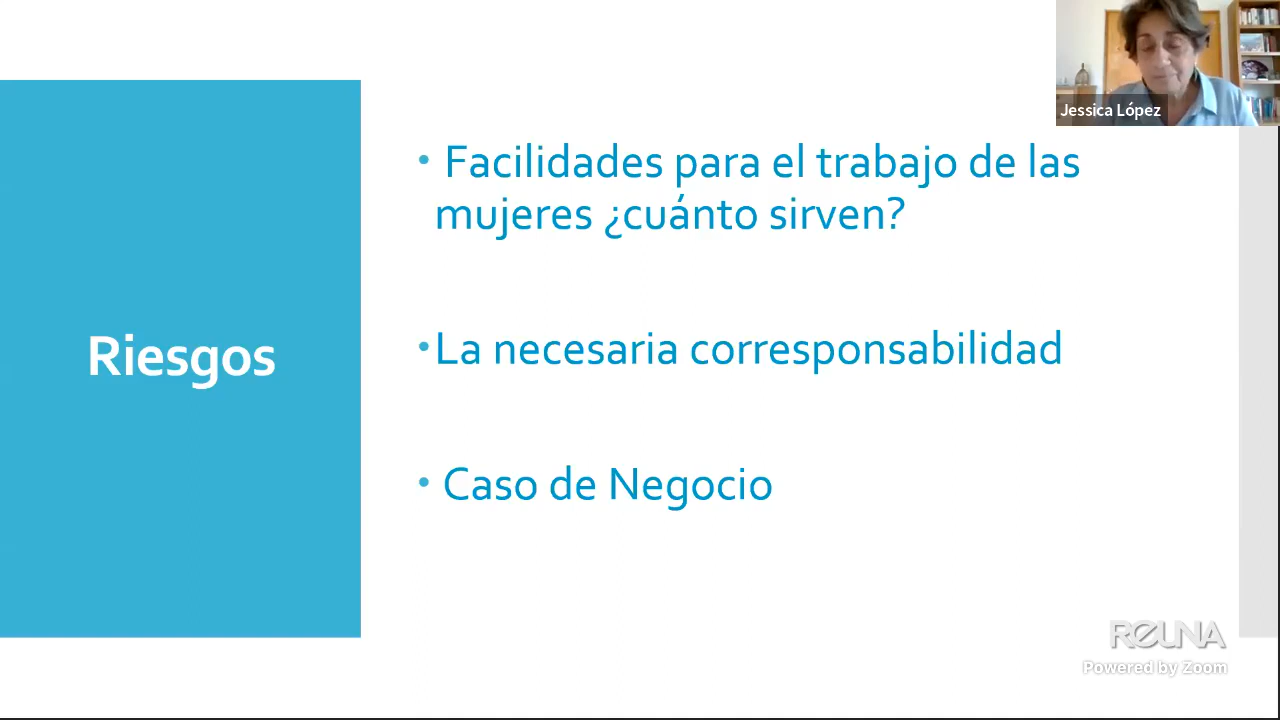 Jessica López
• Facilidades para el trabajo de las
mujeres ¿cuánto sirven?
Riesgos
•La necesaria corresponsabilidad
• Caso de Negocio
REUNA
Powered by Zoom